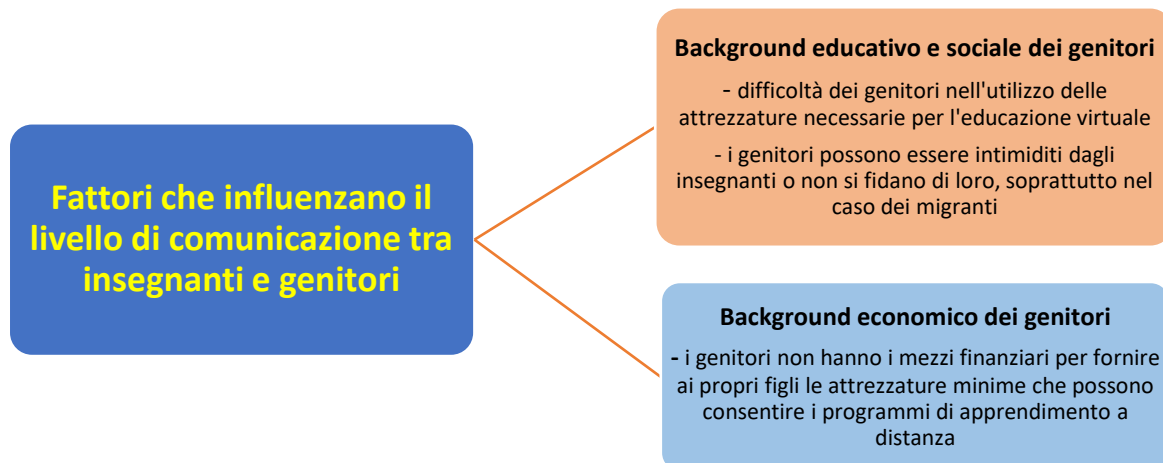 Fattori che influenzano il
livello di comunicazione tra
insegnanti e genitori
Background educativo e sociale dei genitori
- difficoltà dei genitori nell'utilizzo delle
attrezzature necessarie per l'educazione virtuale
- i genitori possono essere intimiditi dagli
insegnanti o non si fidano di loro, soprattutto nel
caso dei migranti
Background economico dei genitori
- i genitori non hanno i mezzi finanziari per fornire
ai propri figli le attrezzature minime che possono
consentire i programmi di apprendimento a
distanza